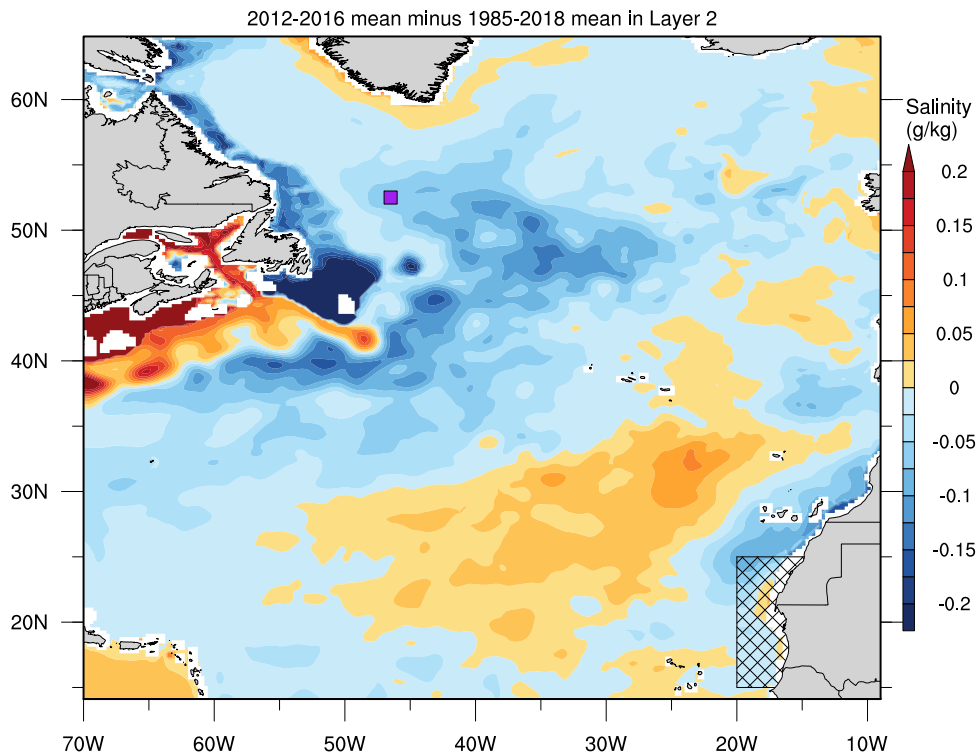 2012-2016 mean minus 1985-2018 mean in Layer 2
60N
50N
40N
30N
20N
70W 60W 50W 40W 30W 20W 10W
Salinity
(g/kg)
0.2
0.15
0.1
0.05
0
-0.05
-0.1
-0.15
-0.2